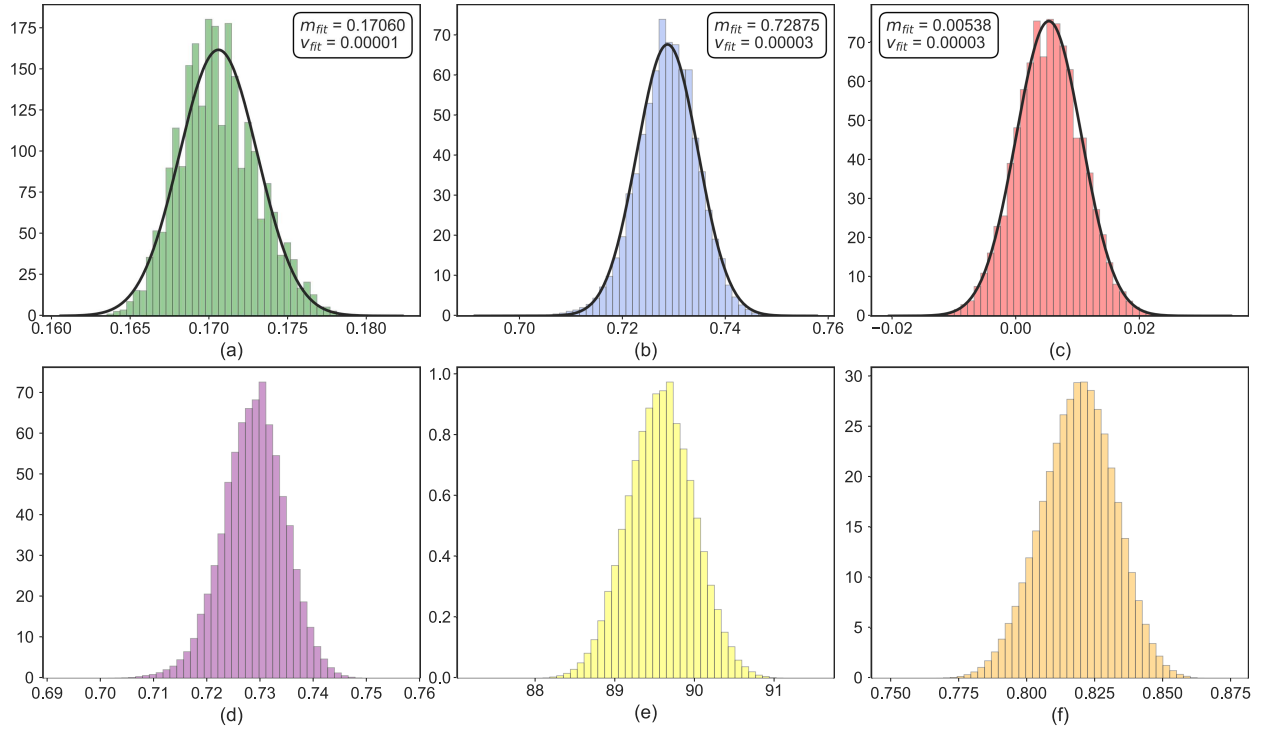 m_fit = 0.17060
v_fit = 0.00001
175
150
125
100
75
50
25
0
0.160 0.165 0.170 0.175 0.180
(a)
m_fit = 0.72875
v_fit = 0.00003
70
60
50
40
30
20
10
0
0.70 0.72 0.74 0.76
(b)
m_fit = 0.00538
v_fit = 0.00003
70
60
50
40
30
20
10
0
−0.02 0.00 0.02
(c)
70
60
50
40
30
20
10
0
0.69 0.70 0.71 0.72 0.73 0.74 0.75 0.76
(d)
1.0
0.8
0.6
0.4
0.2
0.0
88 89 90 91
(e)
30
25
20
15
10
5
0
0.750 0.775 0.800 0.825 0.850 0.875
(f)